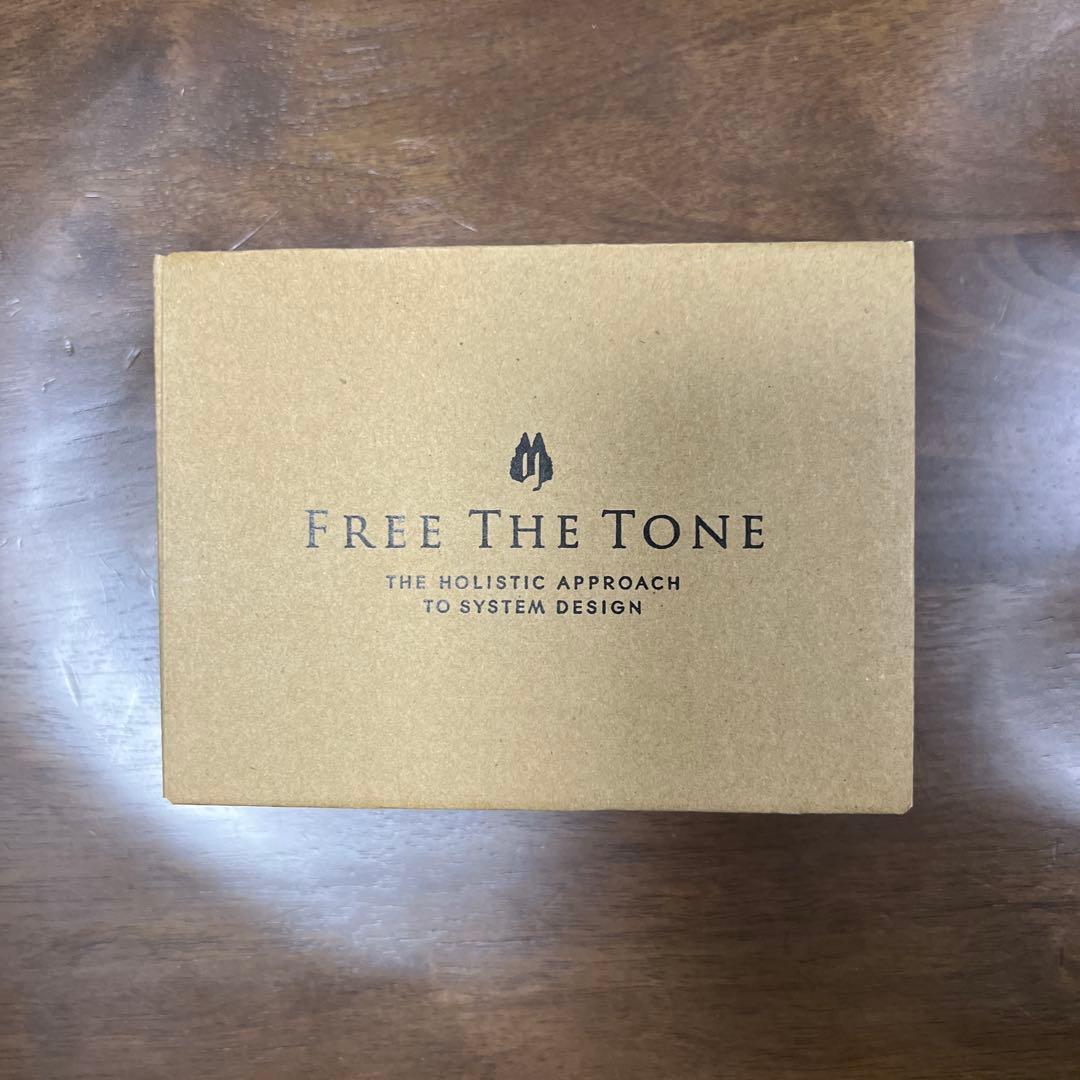 FREE THE TONE
THE HOLISTIC APPROACH
TO SYSTEM DESIGN